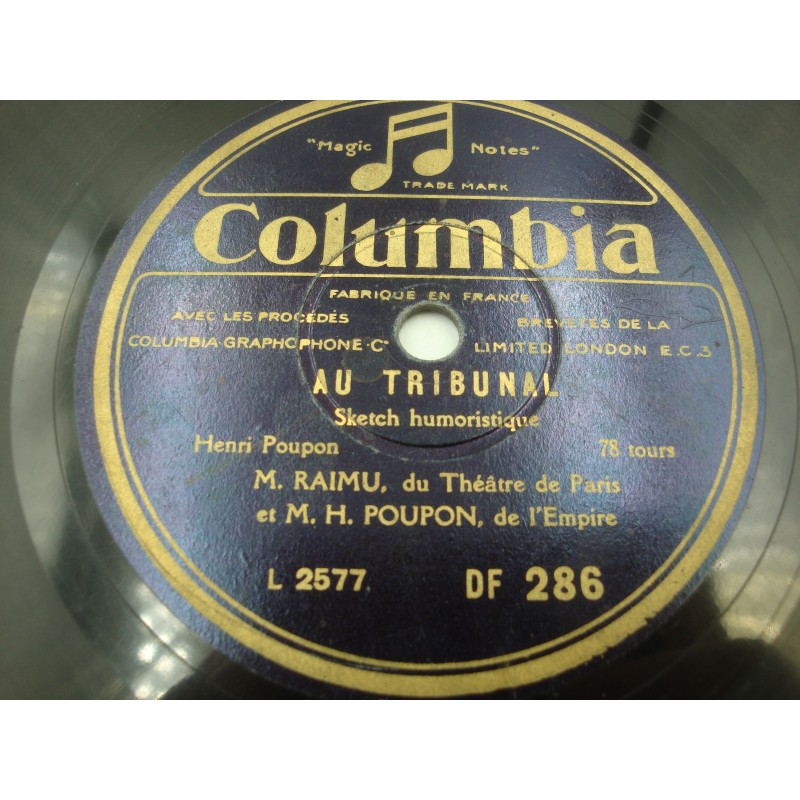 "Magic Notes"
TRADE MARK
Columbia
FABRIQUÉ EN FRANCE
AVEC LES PROCÉDÉS BREVETÉS DE LA
COLUMBIA GRAPHOPHONE Cº LIMITED LONDON E.C.3
AU TRIBUNAL
Sketch humoristique
Henri Poupon 78 tours
M. RAIMU, du Théâtre de Paris
et M. H. POUPON, de l'Empire
L 2577 DF 286